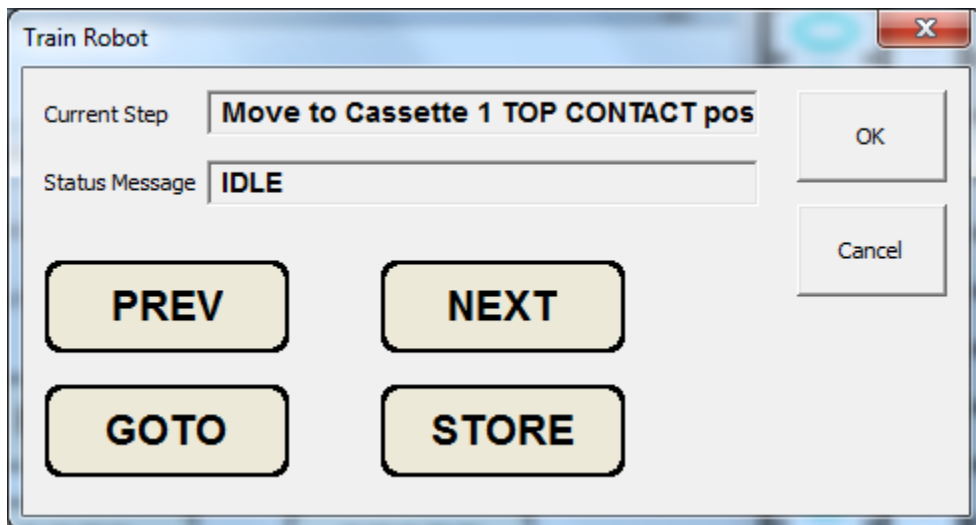 Train Robot
Current Step Move to Cassette 1 TOP CONTACT pos
OK
Status Message IDLE
Cancel
PREV NEXT
GOTO STORE